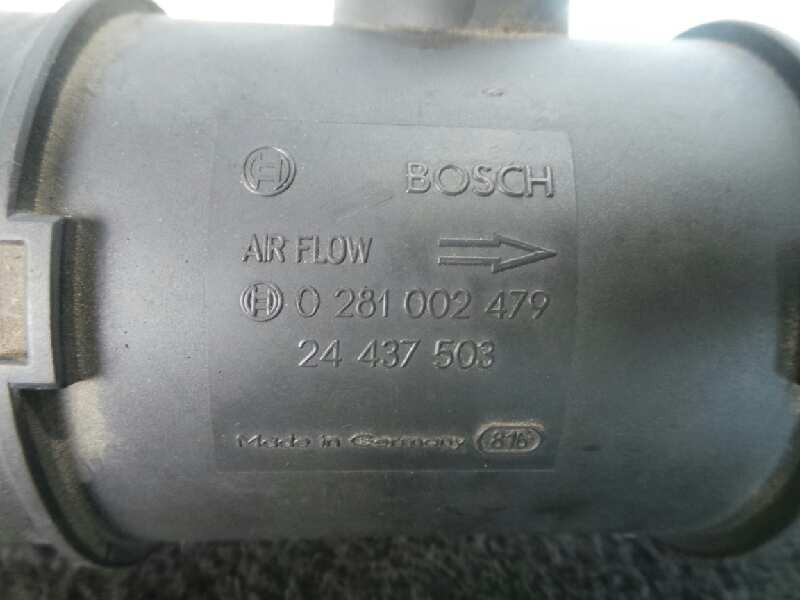 BOSCH
AIR FLOW
0 281 002 479
24 437 503
Made in Germany 816